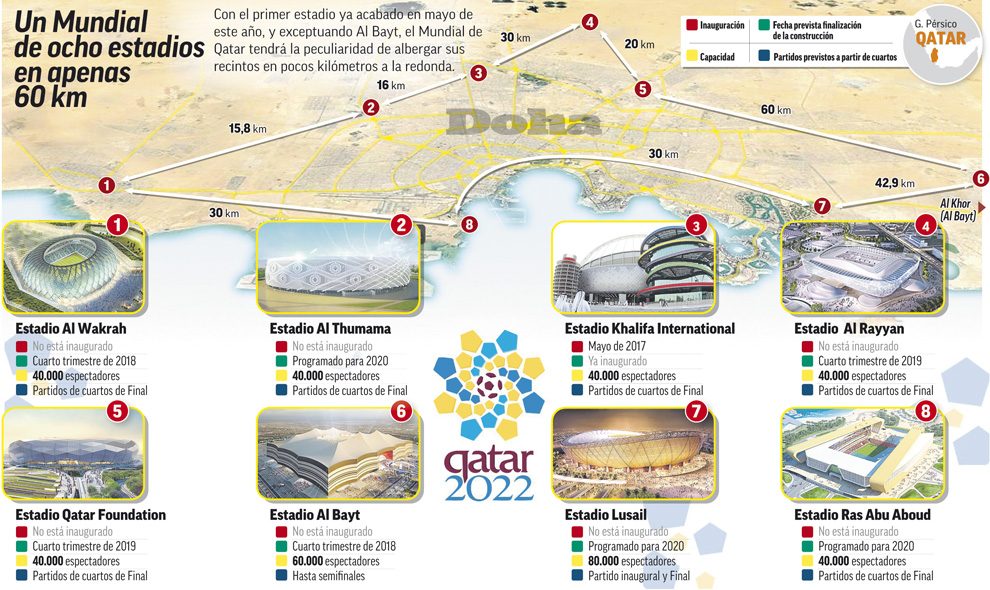 Un Mundial
de ocho estadios
en apenas
60 km
Con el primer estadio ya acabado en mayo de
este año, y exceptuando Al Bayt, el Mundial de
Qatar tendrá la peculiaridad de albergar sus
recintos en pocos kilómetros a la redonda.
Inauguración
Fecha prevista finalización
de la construcción
Capacidad
Partidos previstos a partir de cuartos
G. Pérsico
QATAR
4
30 km
20 km
3
16 km
5
2
Doha
60 km
15,8 km
30 km
1
42,9 km
6
Al Khor
(Al Bayt)
30 km
8
7
1
Estadio Al Wakrah
No está inaugurado
Cuarto trimestre de 2018
40.000 espectadores
Partidos de cuartos de Final
2
Estadio Al Thumama
No está inaugurado
Programado para 2020
40.000 espectadores
Partidos de cuartos de Final
3
Estadio Khalifa International
Mayo de 2017
Ya inaugurado
40.000 espectadores
Partidos de cuartos de Final
4
Estadio Al Rayyan
No está inaugurado
Cuarto trimestre de 2019
40.000 espectadores
Partidos de cuartos de Final
5
Estadio Qatar Foundation
No está inaugurado
Cuarto trimestre de 2019
40.000 espectadores
Partidos de cuartos de Final
6
Estadio Al Bayt
No está inaugurado
Cuarto trimestre de 2018
60.000 espectadores
Hasta semifinales
qatar
2022
7
Estadio Lusail
No está inaugurado
Programado para 2020
80.000 espectadores
Partido inaugural y Final
8
Estadio Ras Abu Aboud
No está inaugurado
Programado para 2020
40.000 espectadores
Partidos de cuartos de Final